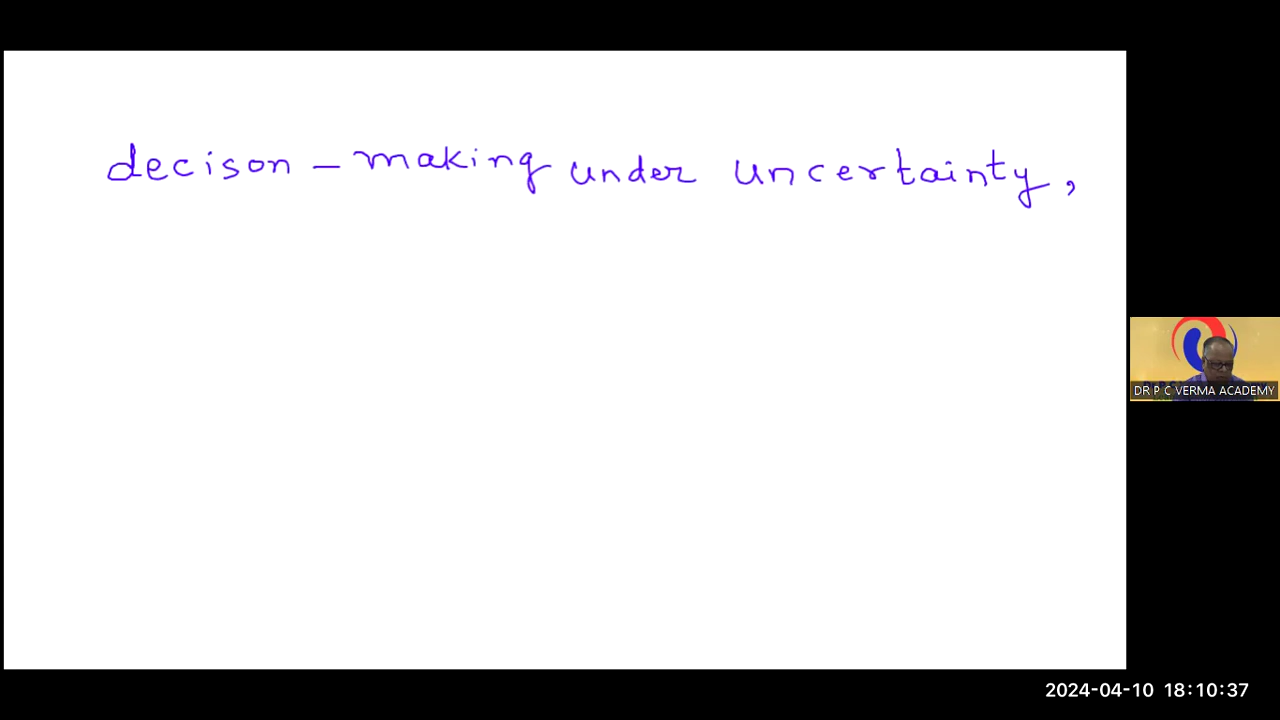 decison - making under uncertainty,
DR P C VERMA ACADEMY
2024-04-10 18:10:37